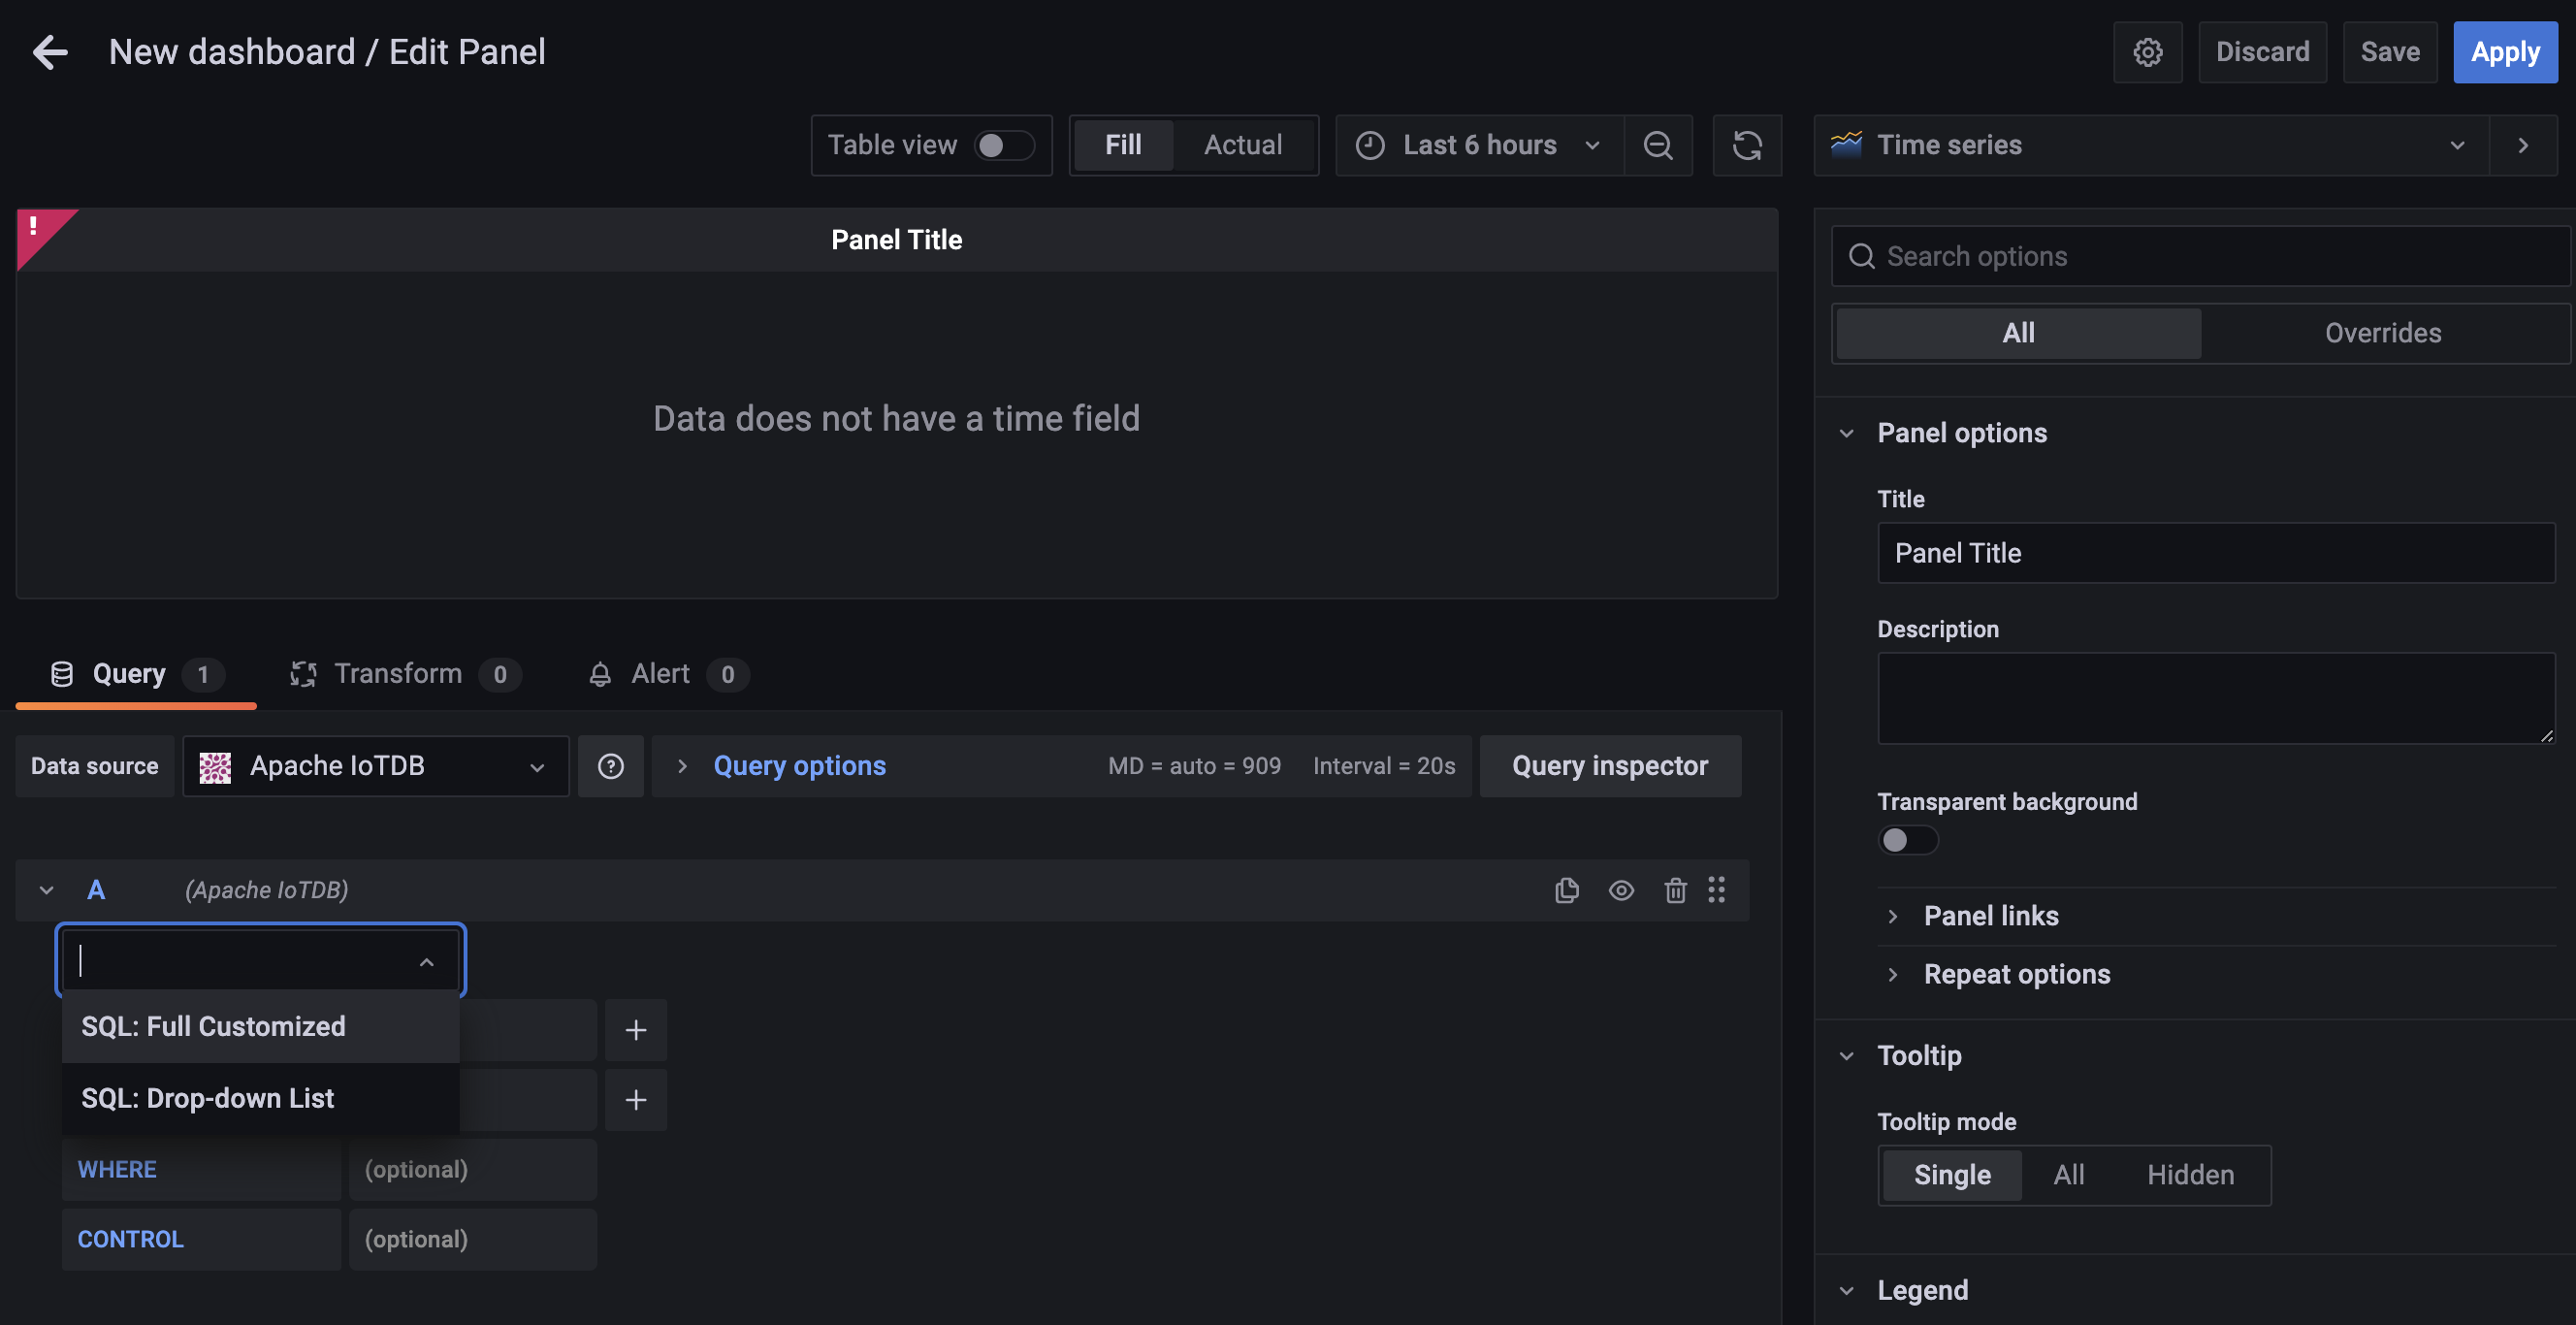 New dashboard / Edit Panel
Discard
Save
Apply
Table view
Fill
Actual
Last 6 hours
Time series
!
Panel Title
Data does not have a time field
Search options
All
Overrides
Panel options
Title
Panel Title
Description
Transparent background
Panel links
Repeat options
Tooltip
Tooltip mode
Single
All
Hidden
Legend
Query 1
Transform 0
Alert 0
Data source
Apache IoTDB
Query options
MD = auto = 909
Interval = 20s
Query inspector
A
(Apache IoTDB)
SQL: Full Customized
SQL: Drop-down List
WHERE
(optional)
CONTROL
(optional)